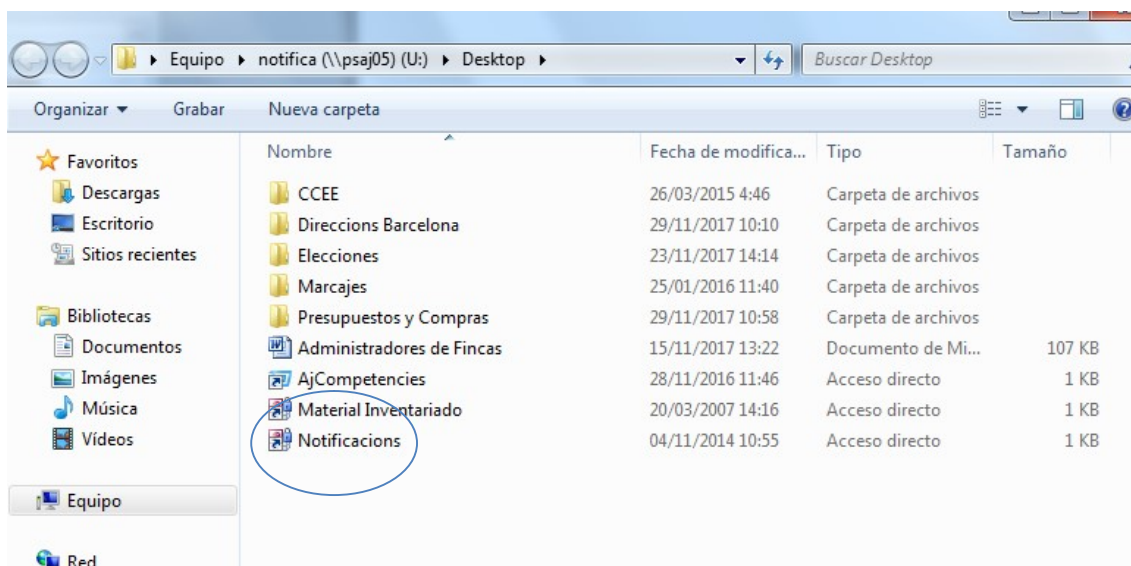 Equipo notifica (\\psaj05) (U:) Desktop Buscar Desktop
Organizar Grabar Nueva carpeta
Nombre Fecha de modifica... Tipo Tamaño
Favoritos
Descargas
Escritorio
Sitios recientes
Bibliotecas
Documentos
Imágenes
Música
Vídeos
Equipo
Red
CCEE 26/03/2015 4:46 Carpeta de archivos
Direccions Barcelona 29/11/2017 10:10 Carpeta de archivos
Elecciones 23/11/2017 14:14 Carpeta de archivos
Marcajes 25/01/2016 11:40 Carpeta de archivos
Presupuestos y Compras 29/11/2017 10:58 Carpeta de archivos
Administradores de Fincas 15/11/2017 13:22 Documento de Mi... 107 KB
AjCompetencies 28/11/2016 11:46 Acceso directo 1 KB
Material Inventariado 20/03/2007 14:16 Acceso directo 1 KB
Notificacions 04/11/2014 10:55 Acceso directo 1 KB